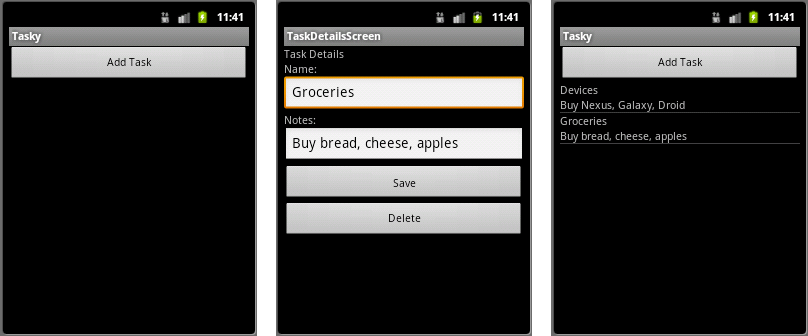 11:41
Tasky
Add Task
11:41
TaskDetailsScreen
Task Details
Name:
Groceries
Notes:
Buy bread, cheese, apples
Save
Delete
11:41
Tasky
Add Task
Devices
Buy Nexus, Galaxy, Droid
Groceries
Buy bread, cheese, apples